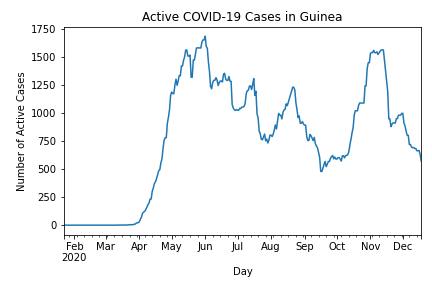 Active COVID-19 Cases in Guinea
Number of Active Cases
1750
1500
1250
1000
750
500
250
0
Feb Mar Apr May Jun Jul Aug Sep Oct Nov Dec
2020
Day